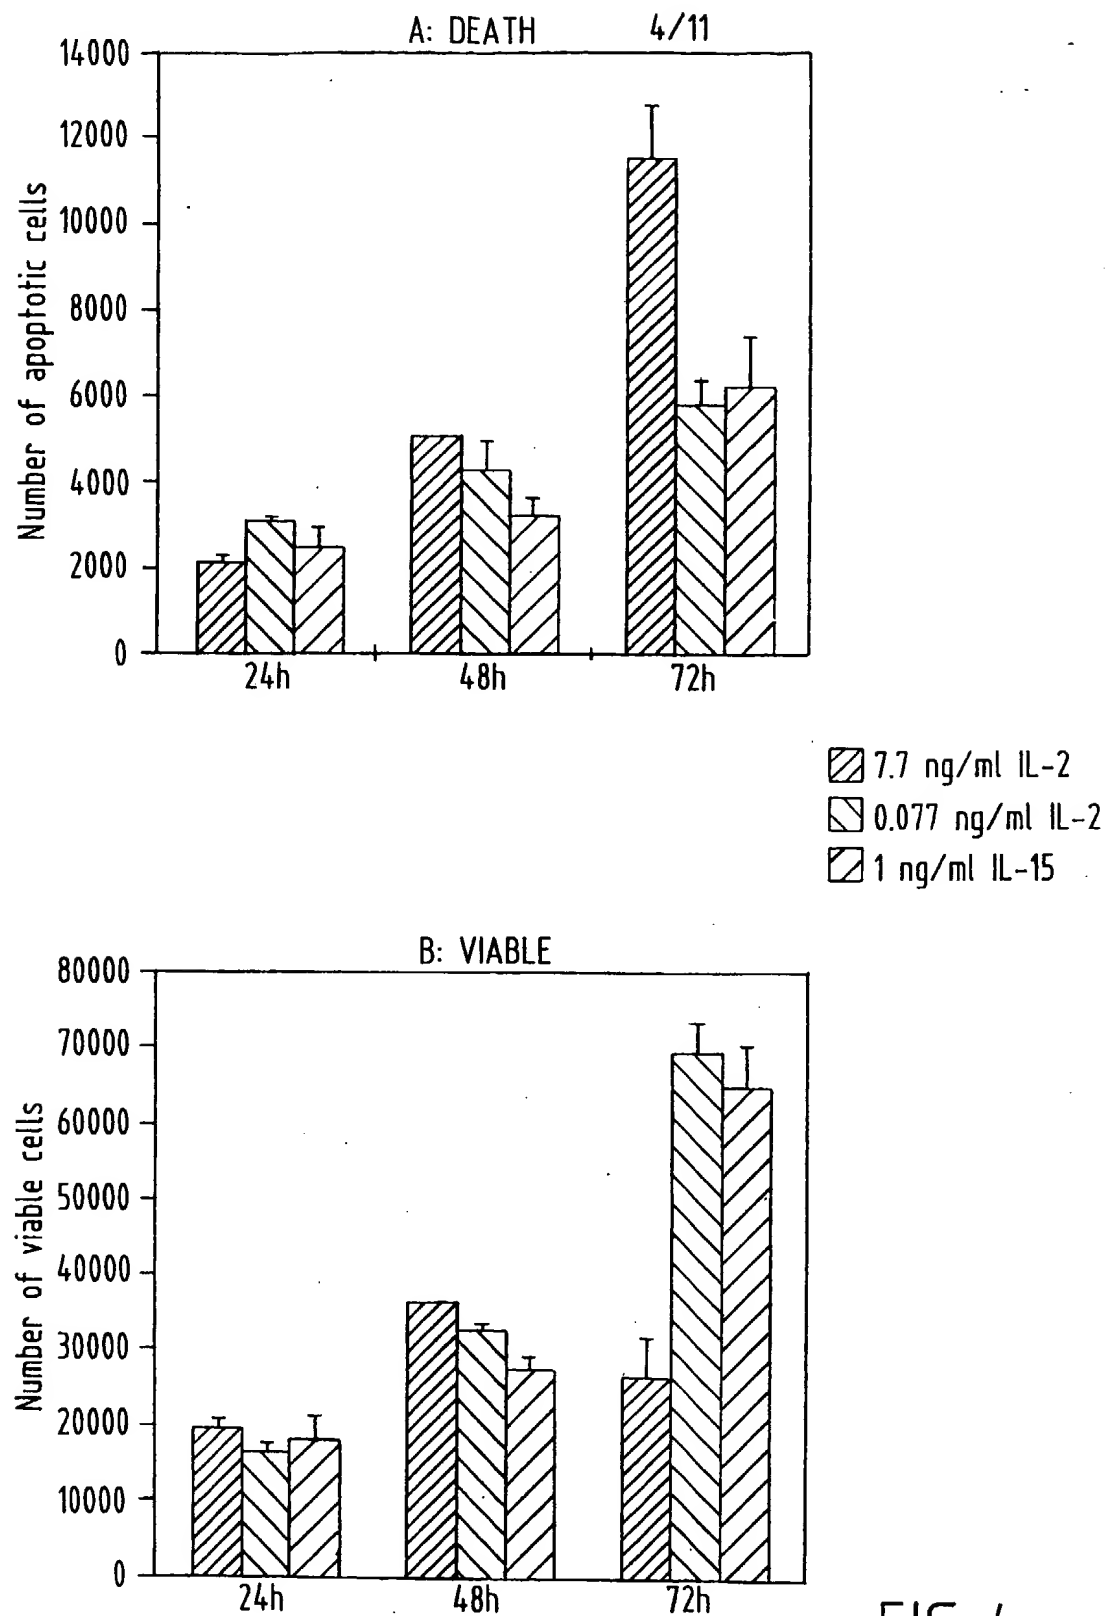 A: DEATH 4/11
14000
12000
10000
8000
6000
4000
2000
0
Number of apoptotic cells
24h 48h 72h
7.7 ng/ml IL-2
0.077 ng/ml IL-2
1 ng/ml IL-15
B: VIABLE
80000
70000
60000
50000
40000
30000
20000
10000
0
Number of viable cells
24h 48h 72h